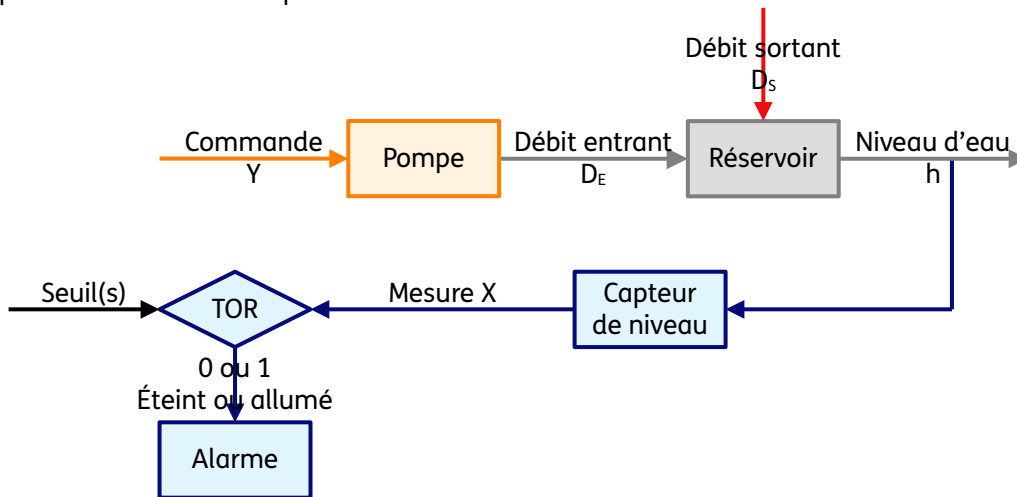 Débit sortant
Dₛ
Commande
Y
Pompe
Débit entrant
D_E
Réservoir
Niveau d'eau
h
Seuil(s)
TOR
Mesure X
Capteur
de niveau
0 ou 1
Éteint ou allumé
Alarme